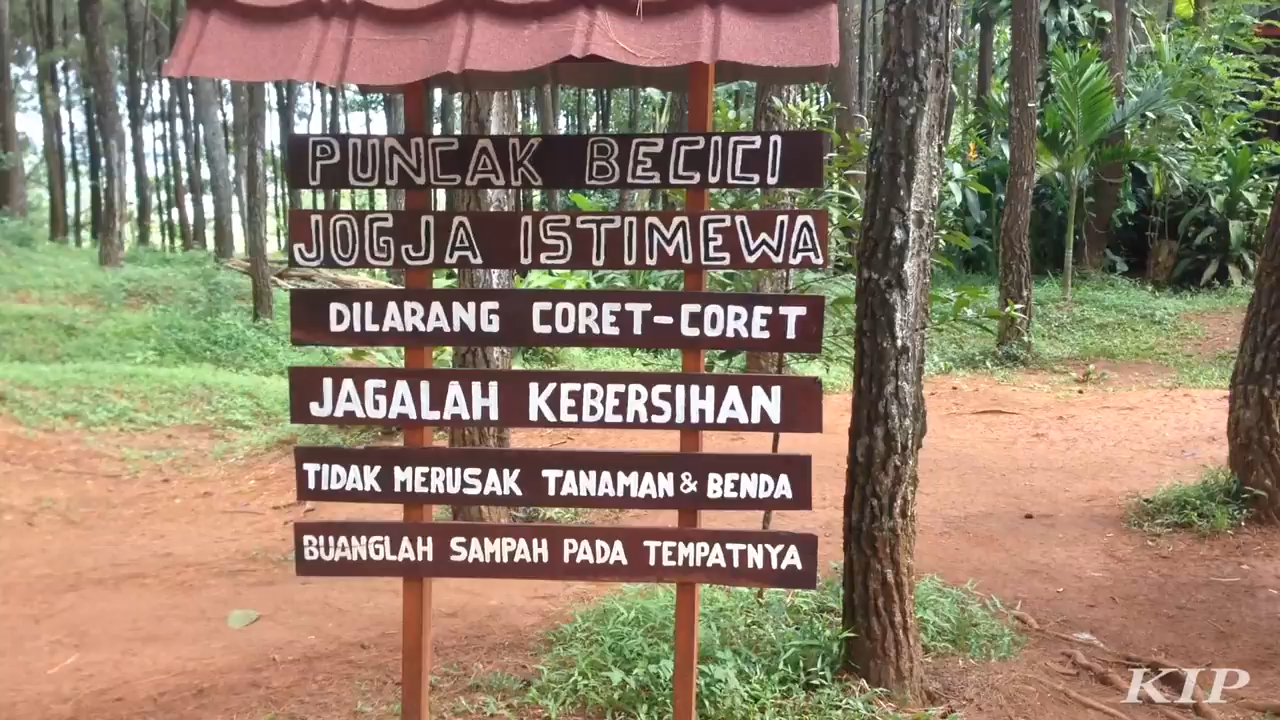 PUNCAK BECICI
JOGJA ISTIMEWA
DILARANG CORET-CORET
JAGALAH KEBERSIHAN
TIDAK MERUSAK TANAMAN & BENDA
BUANGLAH SAMPAH PADA TEMPATNYA
KIP